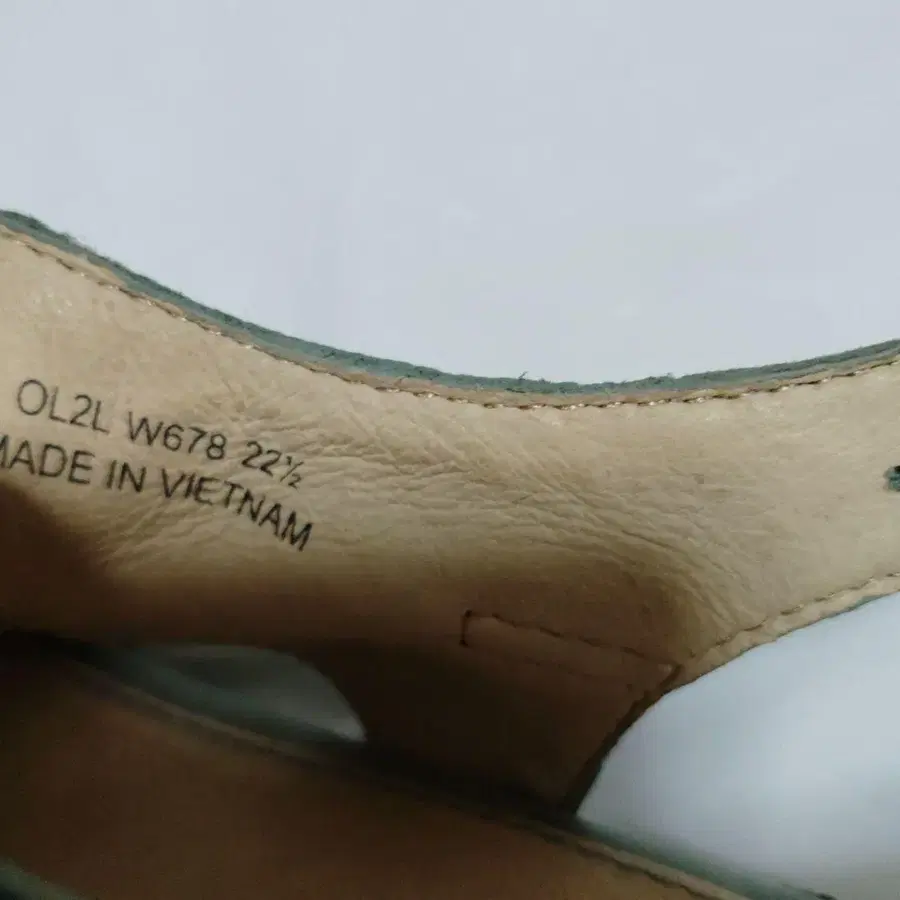 OL2L W678 22½
MADE IN VIETNAM